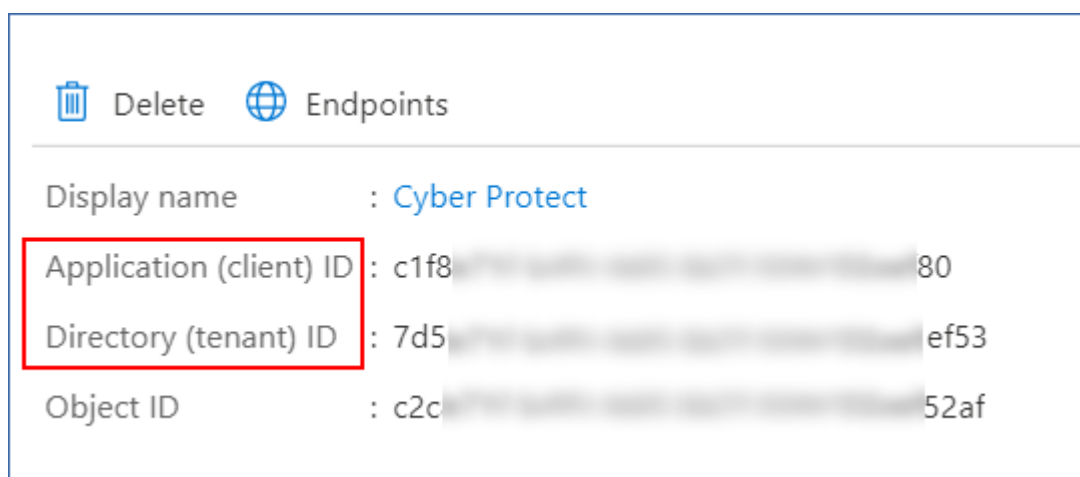 Delete Endpoints
Display name : Cyber Protect
Application (client) ID : c1f8 80
Directory (tenant) ID : 7d5 ef53
Object ID : c2c 52af